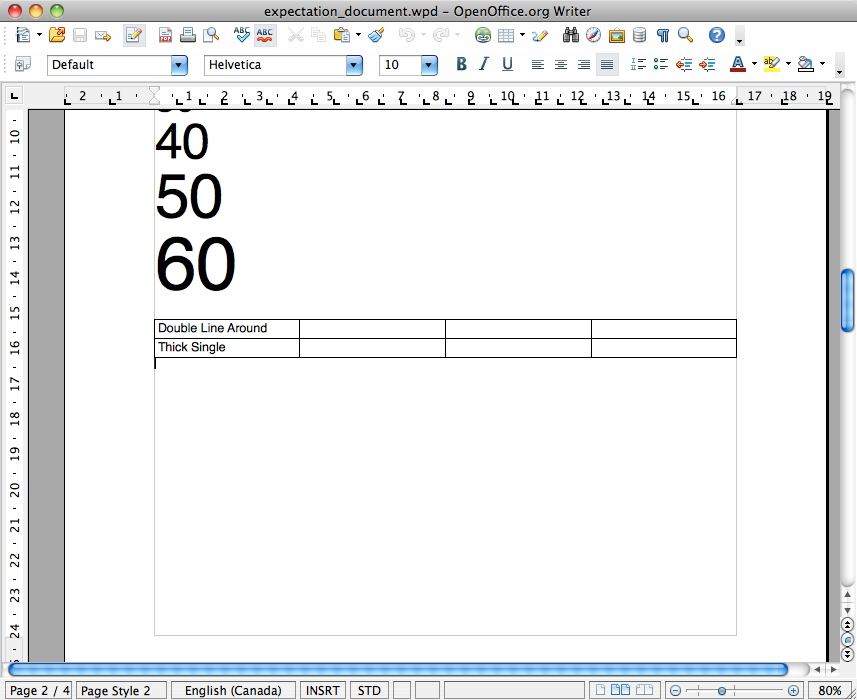 expectation_document.wpd - OpenOffice.org Writer
ABC ABC
Default Helvetica 10 B I U A ab
2 1 1 2 3 4 5 6 7 8 9 10 11 12 13 14 15 16 17 18 19
40
50
60
Double Line Around
Thick Single
10
11
12
13
14
15
16
17
18
19
20
21
22
23
24
Page 2 / 4 Page Style 2 English (Canada) INSRT STD 80%